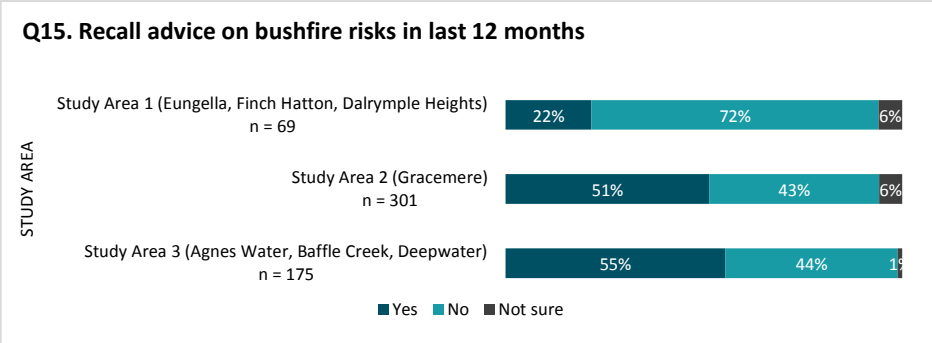 Q15. Recall advice on bushfire risks in last 12 months
STUDY AREA
Study Area 1 (Eungella, Finch Hatton, Dalrymple Heights)
n = 69
22% 72% 6%
Study Area 2 (Gracemere)
n = 301
51% 43% 6%
Study Area 3 (Agnes Water, Baffle Creek, Deepwater)
n = 175
55% 44% 1%
Yes No Not sure